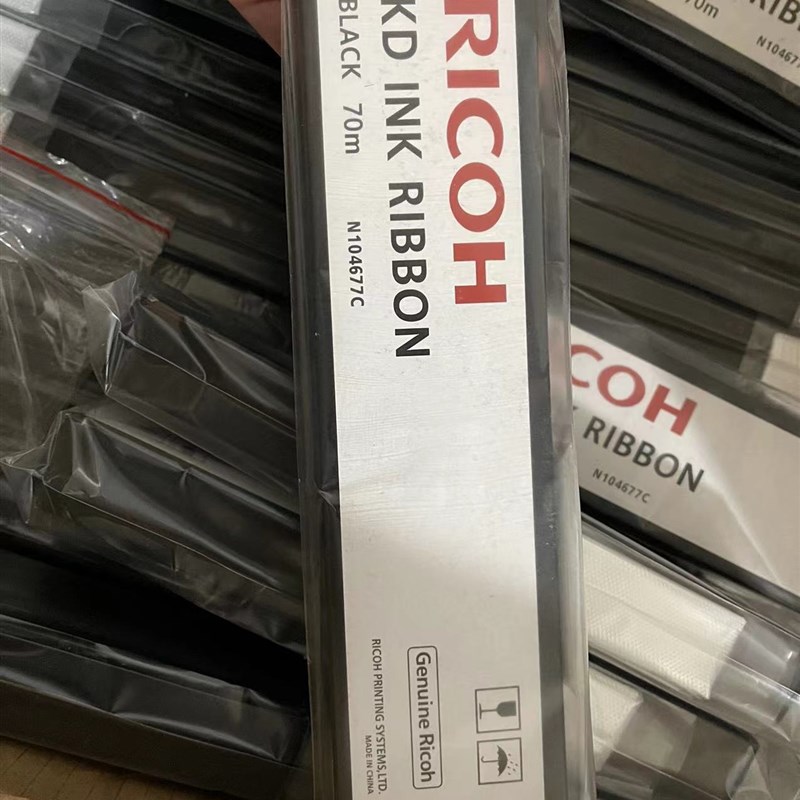 RICOH
KD INK RIBBON
BLACK 70m N104677C
Genuine Ricoh
RICOH PRINTING SYSTEMS,LTD.
MADE IN CHINA
COH
RIBBON
N104677C
70m